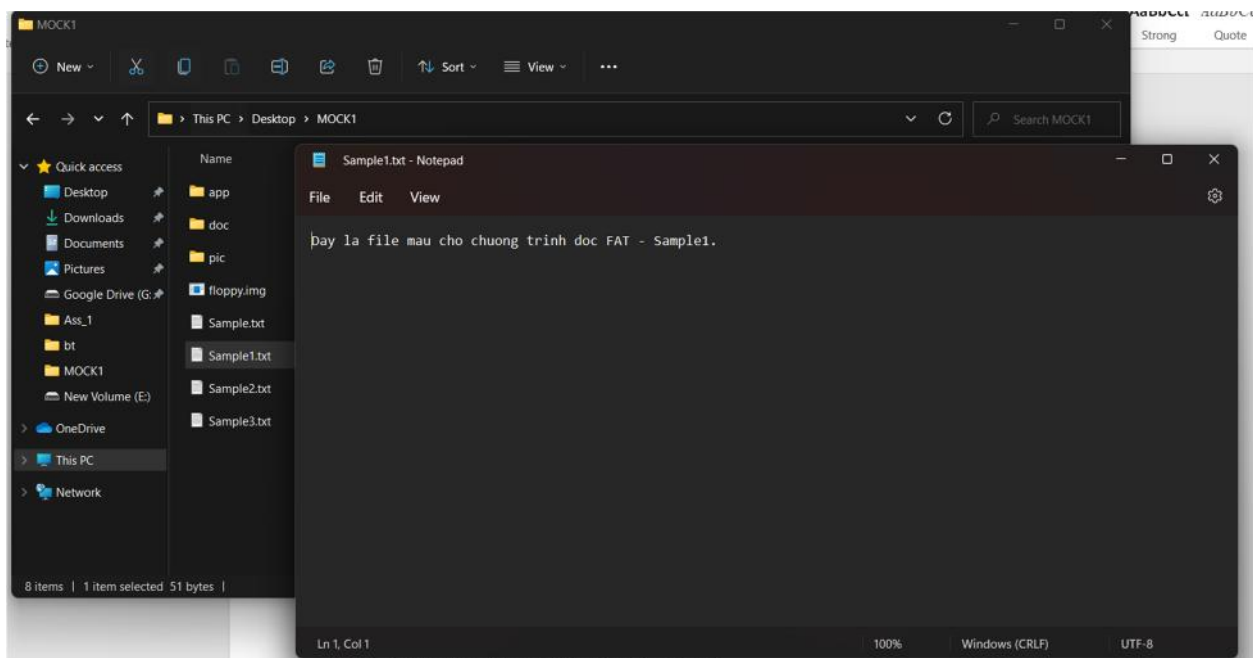 MOCK1
AaBbCcI AaBbCc
Strong Quote
New Sort View ...
This PC > Desktop > MOCK1
Search MOCK1
Quick access
Desktop
Downloads
Documents
Pictures
Google Drive (G:
Ass_1
bt
MOCK1
New Volume (E:)
OneDrive
This PC
Network
Name
app
doc
pic
floppy.img
Sample.txt
Sample1.txt
Sample2.txt
Sample3.txt
8 items | 1 item selected 51 bytes |
Sample1.txt - Notepad
File Edit View
Day la file mau cho chuong trinh doc FAT - Sample1.
Ln 1, Col 1 100% Windows (CRLF) UTF-8